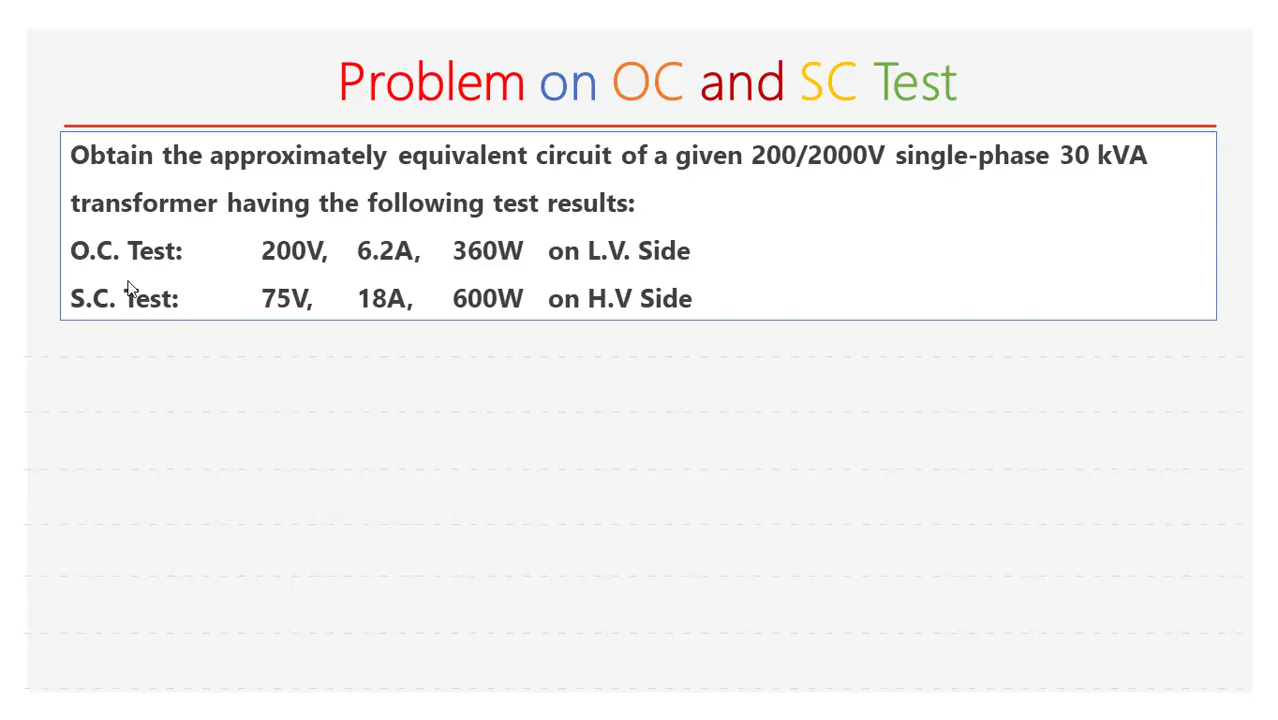 Problem on OC and SC Test
Obtain the approximately equivalent circuit of a given 200/2000V single-phase 30 kVA
transformer having the following test results:
O.C. Test: 200V, 6.2A, 360W on L.V. Side
S.C. Test: 75V, 18A, 600W on H.V Side